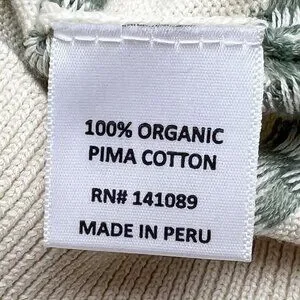 100% ORGANIC
PIMA COTTON
RN# 141089
MADE IN PERU